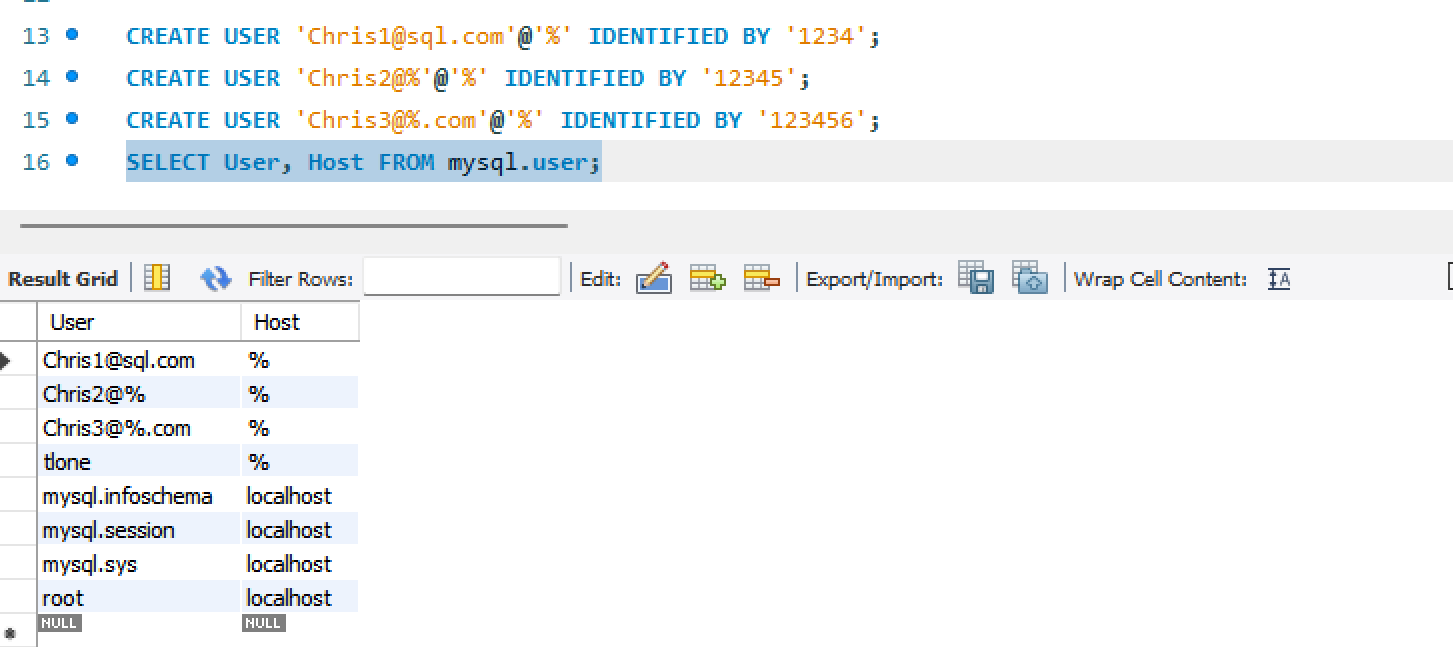 13 CREATE USER 'Chris1@sql.com'@'%' IDENTIFIED BY '1234';
14 CREATE USER 'Chris2@%'@'%' IDENTIFIED BY '12345';
15 CREATE USER 'Chris3@%.com'@'%' IDENTIFIED BY '123456';
16 SELECT User, Host FROM mysql.user;
Result Grid Filter Rows: Edit: Export/Import: Wrap Cell Content: IA
User Host
Chris1@sql.com %
Chris2@% %
Chris3@%.com %
tlone %
mysql.infoschema localhost
mysql.session localhost
mysql.sys localhost
root localhost
NULL NULL